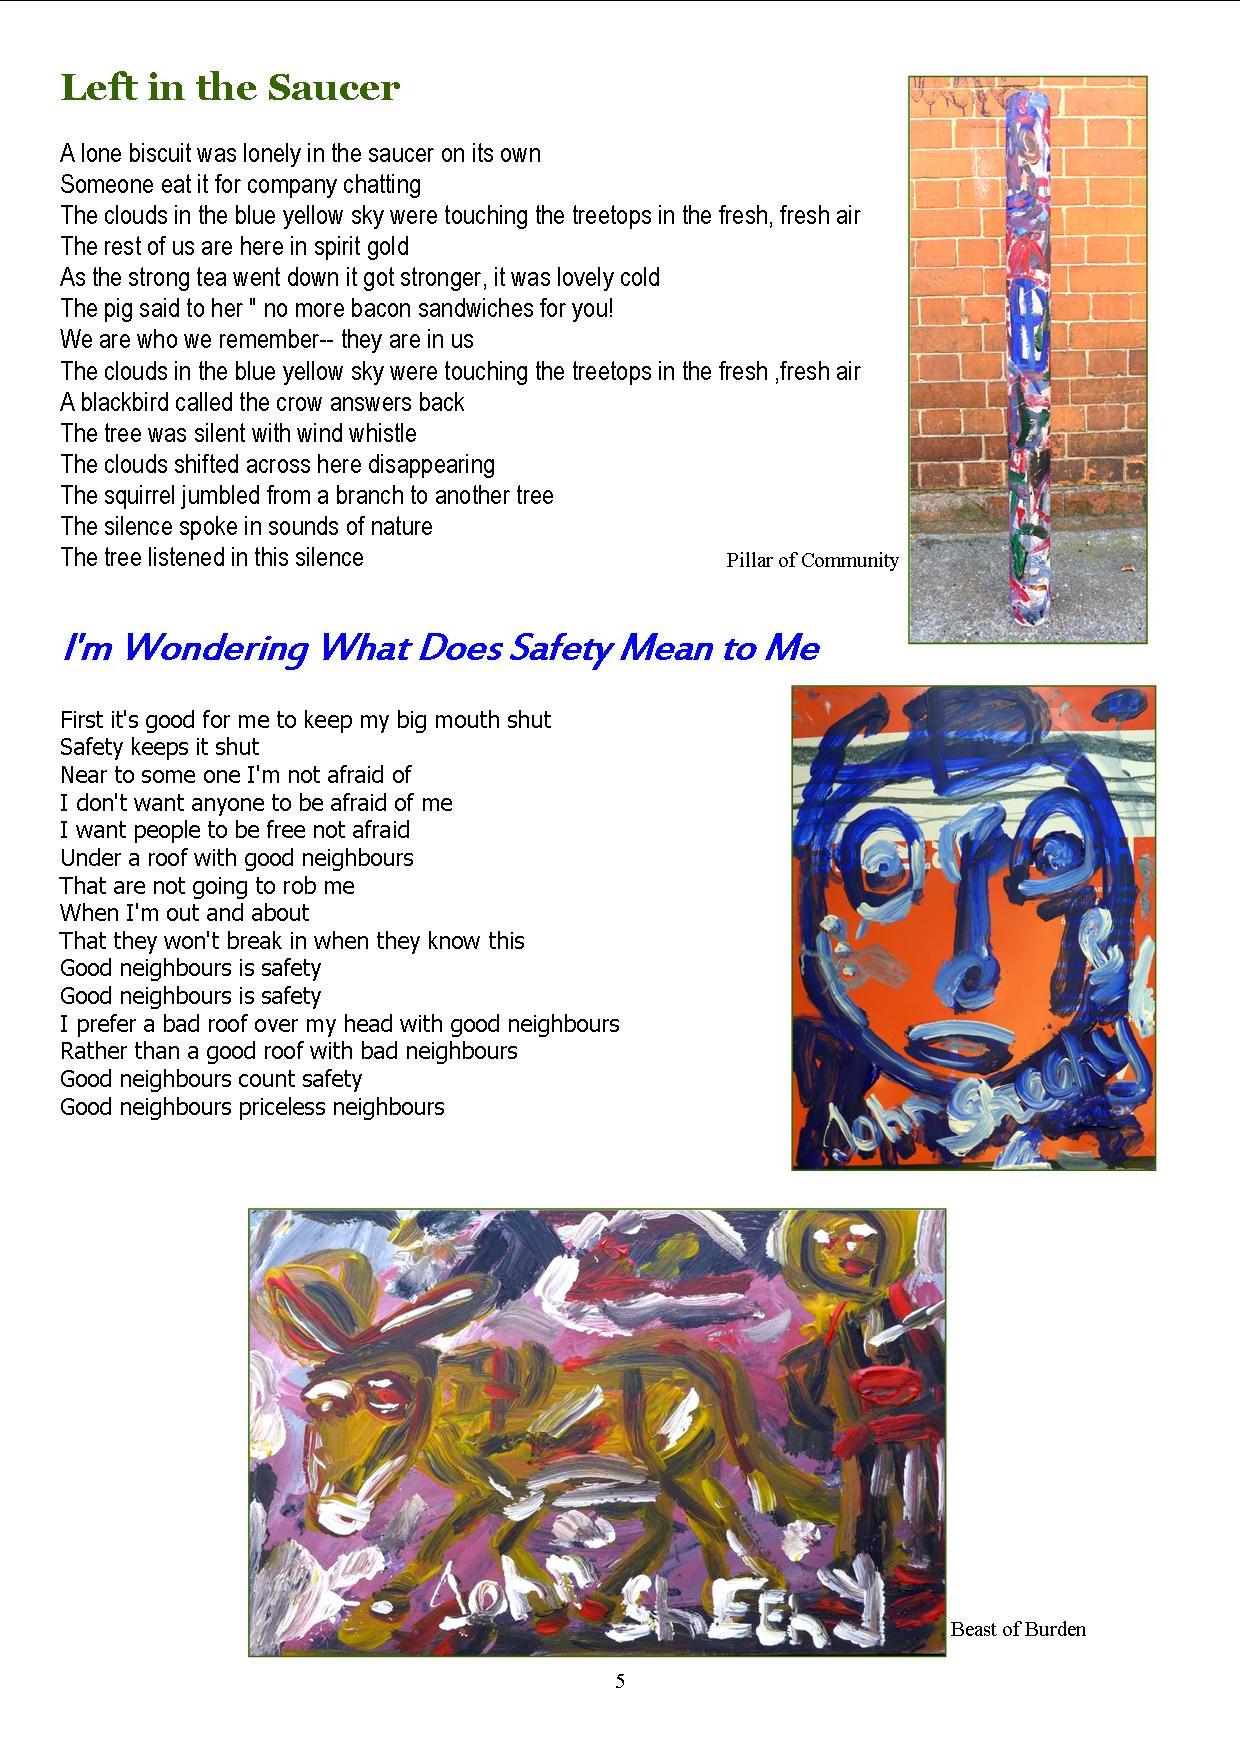 Left in the Saucer
A lone biscuit was lonely in the saucer on its own
Someone eat it for company chatting
The clouds in the blue yellow sky were touching the treetops in the fresh, fresh air
The rest of us are here in spirit gold
As the strong tea went down it got stronger, it was lovely cold
The pig said to her " no more bacon sandwiches for you!
We are who we remember-- they are in us
The clouds in the blue yellow sky were touching the treetops in the fresh ,fresh air
A blackbird called the crow answers back
The tree was silent with wind whistle
The clouds shifted across here disappearing
The squirrel jumbled from a branch to another tree
The silence spoke in sounds of nature
The tree listened in this silence
Pillar of Community
I'm Wondering What Does Safety Mean to Me
First it's good for me to keep my big mouth shut
Safety keeps it shut
Near to some one I'm not afraid of
I don't want anyone to be afraid of me
I want people to be free not afraid
Under a roof with good neighbours
That are not going to rob me
When I'm out and about
That they won't break in when they know this
Good neighbours is safety
Good neighbours is safety
I prefer a bad roof over my head with good neighbours
Rather than a good roof with bad neighbours
Good neighbours count safety
Good neighbours priceless neighbours
John
John SHEEHY
Beast of Burden
5